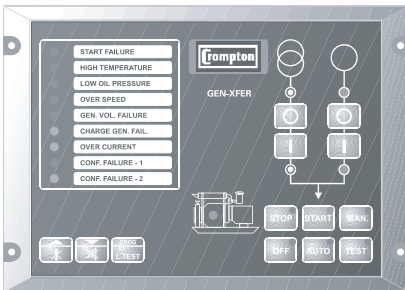 START FAILURE
HIGH TEMPERATURE
LOW OIL PRESSURE
OVER SPEED
GEN. VOL. FAILURE
CHARGE GEN. FAIL.
OVER CURRENT
CONF. FAILURE - 1
CONF. FAILURE - 2
Crompton
GEN-XFER
O O
I I
STOP START MAN.
OFF AUTO TEST
PROG
L.TEST